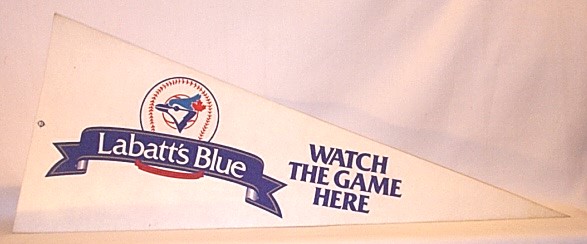 Labatt's Blue
WATCH
THE GAME
HERE